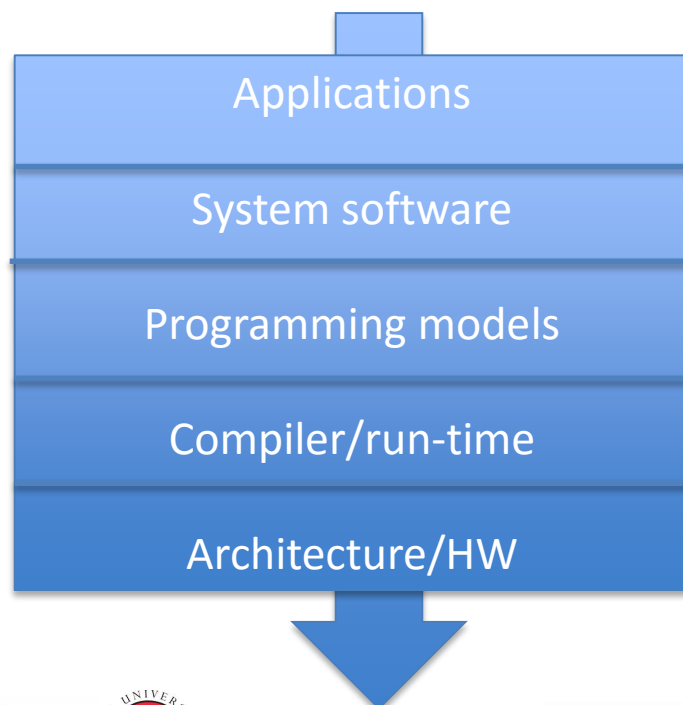 Applications
System software
Programming models
Compiler/run-time
Architecture/HW